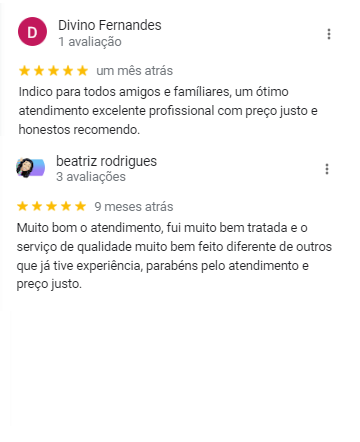 D
Divino Fernandes
1 avaliação
um mês atrás
Indico para todos amigos e famíliares, um ótimo
atendimento excelente profissional com preço justo e
honestos recomendo.
beatriz rodrigues
3 avaliações
9 meses atrás
Muito bom o atendimento, fui muito bem tratada e o
serviço de qualidade muito bem feito diferente de outros
que já tive experiência, parabéns pelo atendimento e
preço justo.